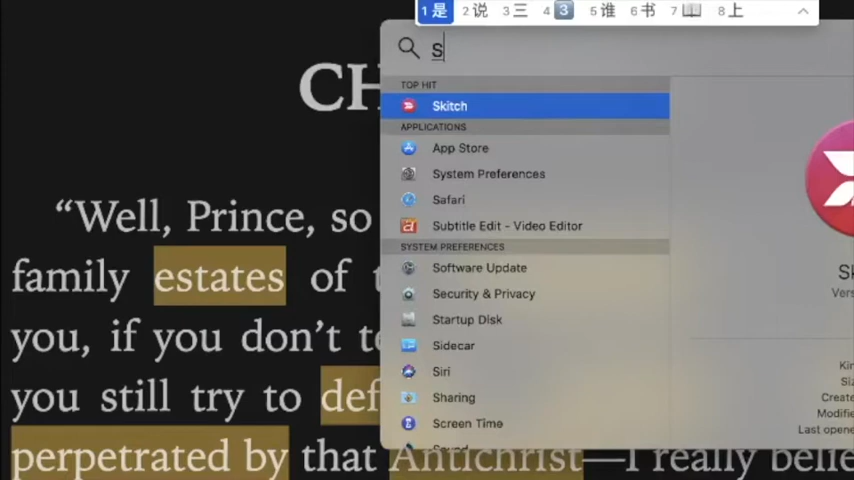 1 是 2 说 3 三 4 3 5 谁 6 书 7 📖 8 上
S
TOP HIT
Skitch
APPLICATIONS
App Store
System Preferences
Safari
Subtitle Edit - Video Editor
SYSTEM PREFERENCES
Software Update
Security & Privacy
Startup Disk
Sidecar
Siri
Sharing
Screen Time
Sound
Last opene
CH
“Well, Prince, so
family estates of
you, if you don’t
you still try to
perpetrated by that Antichrist—I really